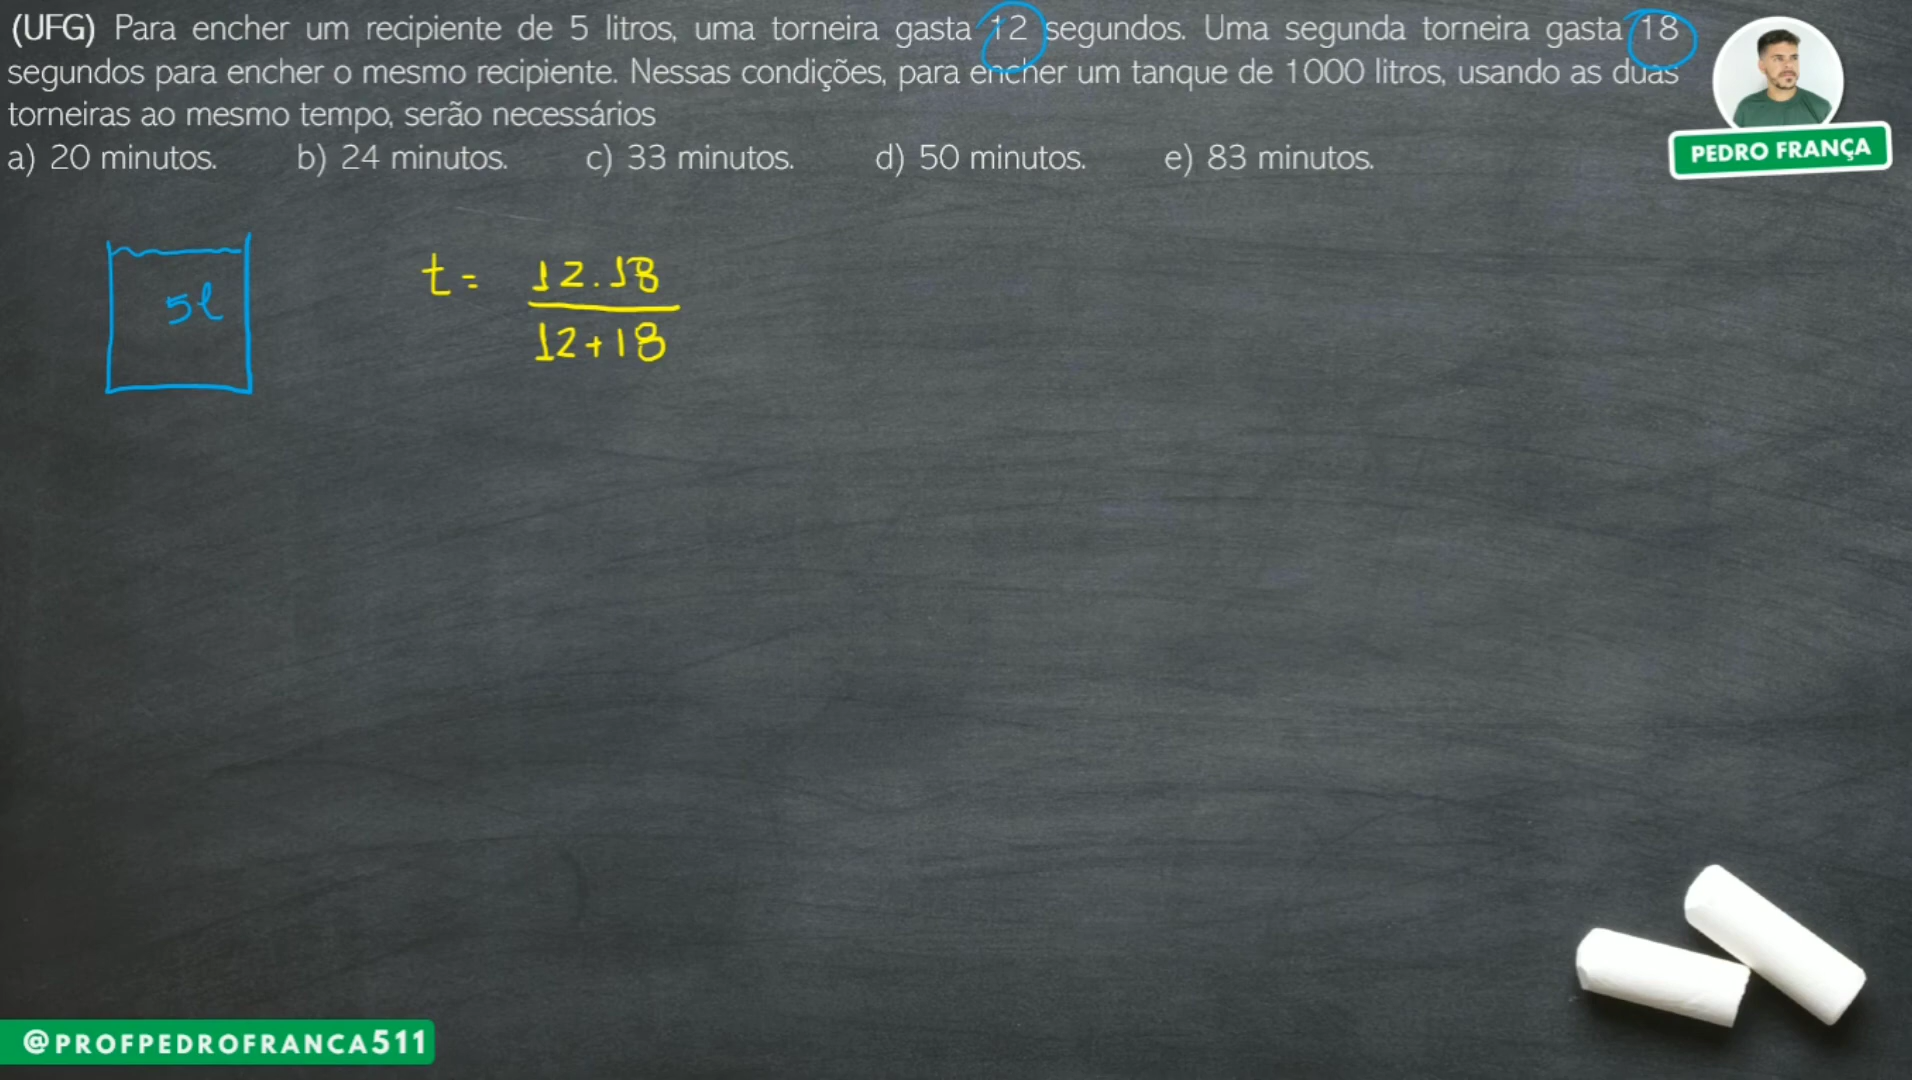 (UFG) Para encher um recipiente de 5 litros, uma torneira gasta 12 segundos. Uma segunda torneira gasta 18
segundos para encher o mesmo recipiente. Nessas condições, para encher um tanque de 1000 litros, usando as duas
torneiras ao mesmo tempo, serão necessários
a) 20 minutos. b) 24 minutos. c) 33 minutos. d) 50 minutos. e) 83 minutos.
PEDRO FRANÇA
5l
t = 12.18
12+18
@PROFPEDROFRANCA511